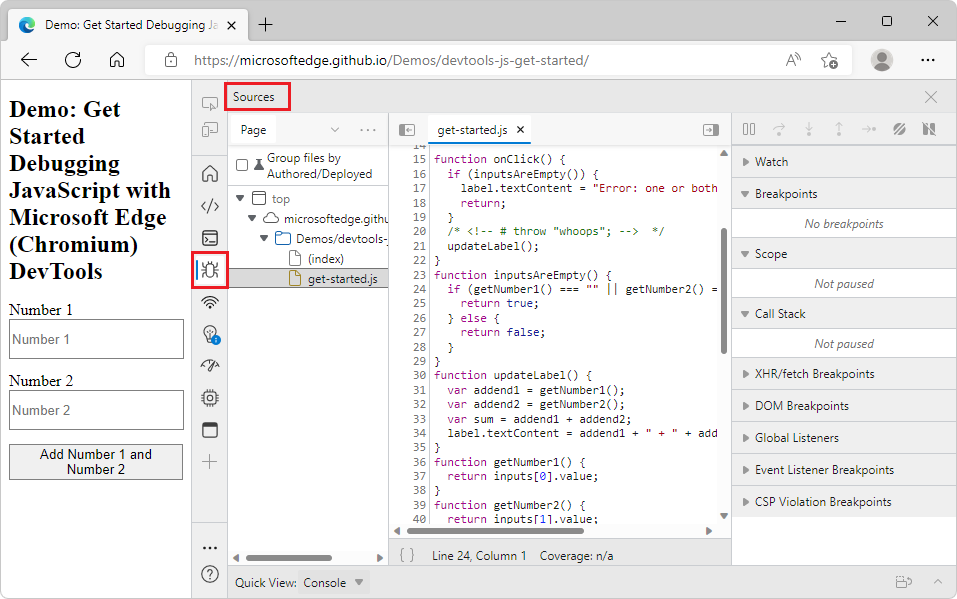 Demo: Get Started Debugging Ja
https://microsoftedge.github.io/Demos/devtools-js-get-started/
Demo: Get
Started
Debugging
JavaScript with
Microsoft Edge
(Chromium)
DevTools
Number 1
Number 1
Number 2
Number 2
Add Number 1 and
Number 2
Sources
Page
Group files by
Authored/Deployed
top
microsoftedge.githu
Demos/devtools-
(index)
get-started.js
get-started.js
14
15 function onClick() {
16 if (inputsAreEmpty()) {
17 label.textContent = "Error: one or both
18 return;
19 }
20 /* <!-- # throw "whoops"; --> */
21 updateLabel();
22 }
23 function inputsAreEmpty() {
24 if (getNumber1() === "" || getNumber2() =
25 return true;
26 } else {
27 return false;
28 }
29 }
30 function updateLabel() {
31 var addend1 = getNumber1();
32 var addend2 = getNumber2();
33 var sum = addend1 + addend2;
34 label.textContent = addend1 + " + " + add
35 }
36 function getNumber1() {
37 return inputs[0].value;
38 }
39 function getNumber2() {
40 return inputs[1].value;
{ } Line 24, Column 1 Coverage: n/a
Watch
Breakpoints
No breakpoints
Scope
Not paused
Call Stack
Not paused
XHR/fetch Breakpoints
DOM Breakpoints
Global Listeners
Event Listener Breakpoints
CSP Violation Breakpoints
Quick View: Console